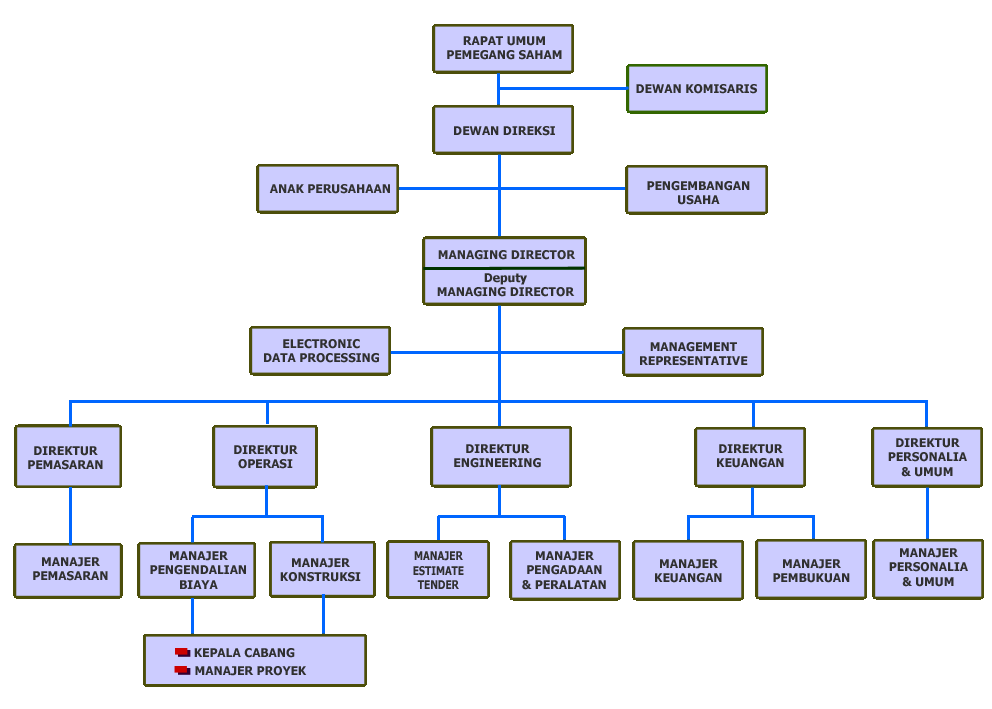 RAPAT UMUM
PEMEGANG SAHAM
DEWAN KOMISARIS
DEWAN DIREKSI
ANAK PERUSAHAAN
PENGEMBANGAN
USAHA
MANAGING DIRECTOR
Deputy
MANAGING DIRECTOR
ELECTRONIC
DATA PROCESSING
MANAGEMENT
REPRESENTATIVE
DIREKTUR
PEMASARAN
DIREKTUR
OPERASI
DIREKTUR
ENGINEERING
DIREKTUR
KEUANGAN
DIREKTUR
PERSONALIA
& UMUM
MANAJER
PEMASARAN
MANAJER
PENGENDALIAN
BIAYA
MANAJER
KONSTRUKSI
MANAJER
ESTIMATE
TENDER
MANAJER
PENGADAAN
& PERALATAN
MANAJER
KEUANGAN
MANAJER
PEMBUKUAN
MANAJER
PERSONALIA
& UMUM
KEPALA CABANG
MANAJER PROYEK